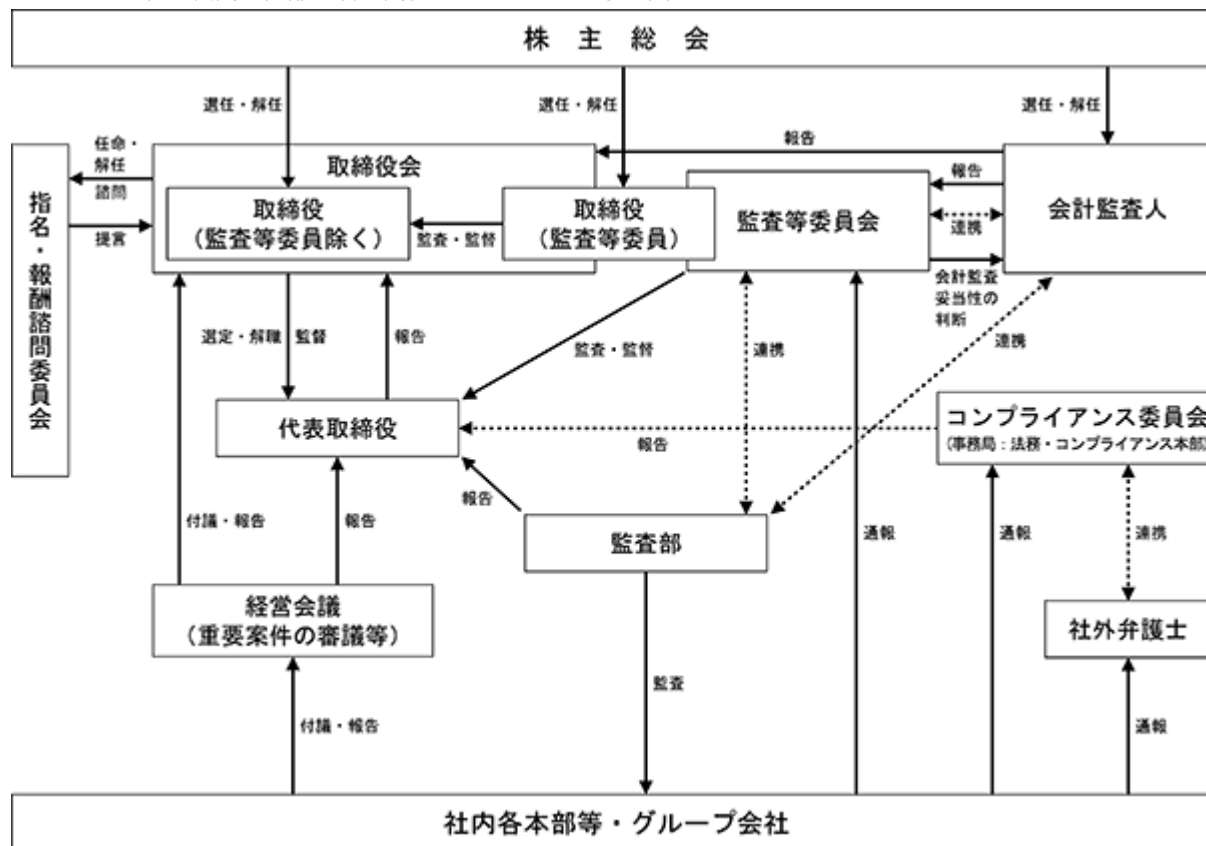 株主総会
選任・解任
選任・解任
選任・解任
任命・
解任
諮問
提言
指名・報酬諮問委員会
取締役会
取締役
(監査等委員除く)
監査・監督
取締役
(監査等委員)
監査等委員会
報告
報告
連携
会計監査
妥当性の
判断
会計監査人
選定・解職
監督
報告
監査・監督
連携
連携
代表取締役
報告
コンプライアンス委員会
(事務局:法務・コンプライアンス本部)
付議・報告
報告
報告
監査部
通報
通報
連携
経営会議
(重要案件の審議等)
社外弁護士
監査
付議・報告
通報
社内各本部等・グループ会社